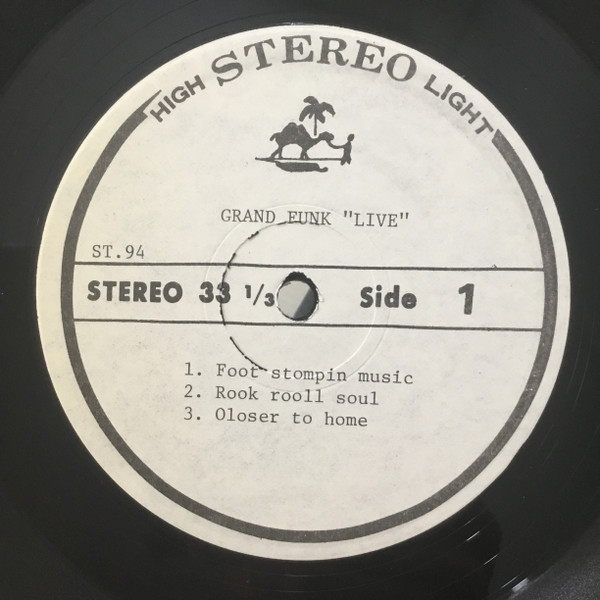 HIGH STEREO LIGHT
GRAND FUNK "LIVE"
ST.94
STEREO 33 1/3 Side 1
1. Foot stompin music
2. Rook rooll soul
3. Oloser to home